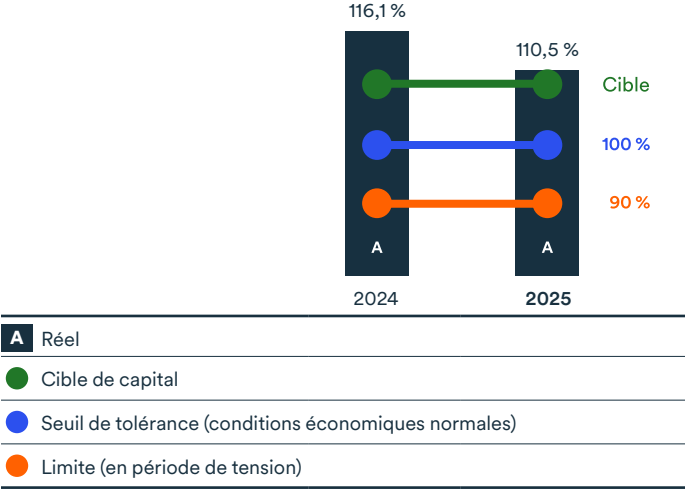 116,1 %
110,5 %
Cible
100 %
90 %
A
A
2024
2025
A Réel
Cible de capital
Seuil de tolérance (conditions économiques normales)
Limite (en période de tension)